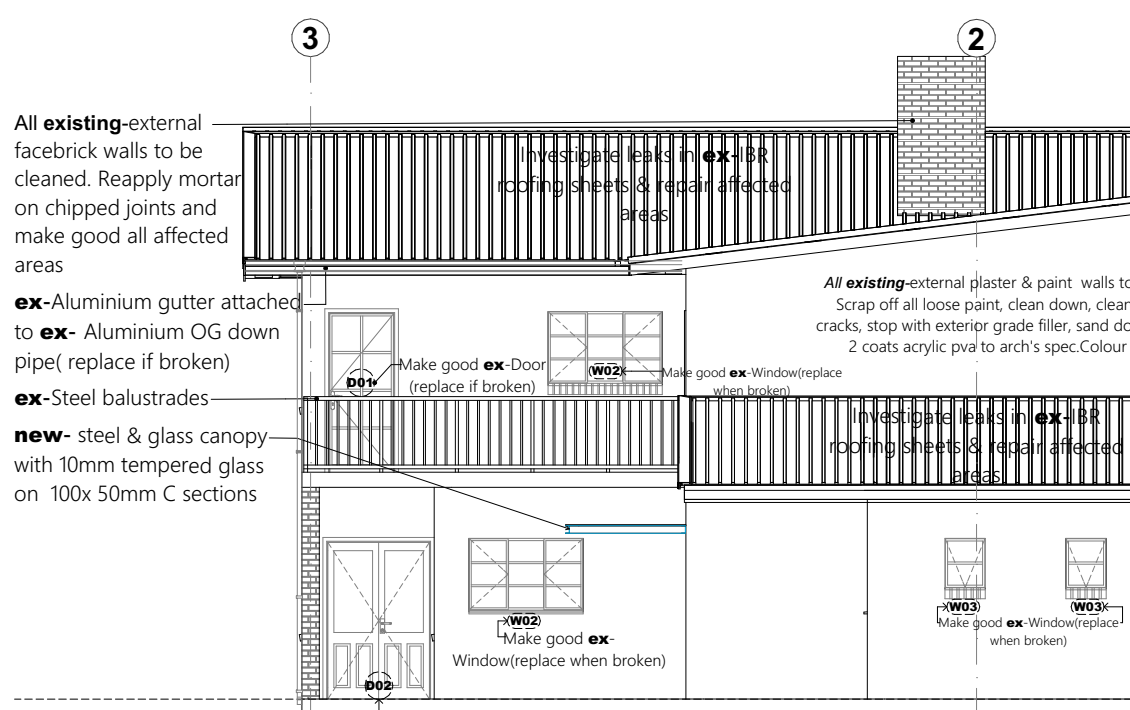 3
2
All existing-external
facebrick walls to be
cleaned. Reapply mortar
on chipped joints and
make good all affected
areas
Investigate leaks in ex-IBR
roofing sheets & repair affected
areas
ex-Aluminium gutter attached
to ex- Aluminium OG down
pipe( replace if broken)
All existing-external plaster & paint walls to
Scrap off all loose paint, clean down, clean
cracks, stop with exterior grade filler, sand do
2 coats acrylic pva to arch's spec.Colour
D01
Make good ex-Door
(replace if broken)
W02
Make good ex-Window(replace
when broken)
ex-Steel balustrades
new- steel & glass canopy
with 10mm tempered glass
on 100x 50mm C sections
Investigate leaks in ex-IBR
roofing sheets & repair affected
areas
W02
Make good ex-
Window(replace when broken)
W03
W03
Make good ex-Window(replace
when broken)
D02